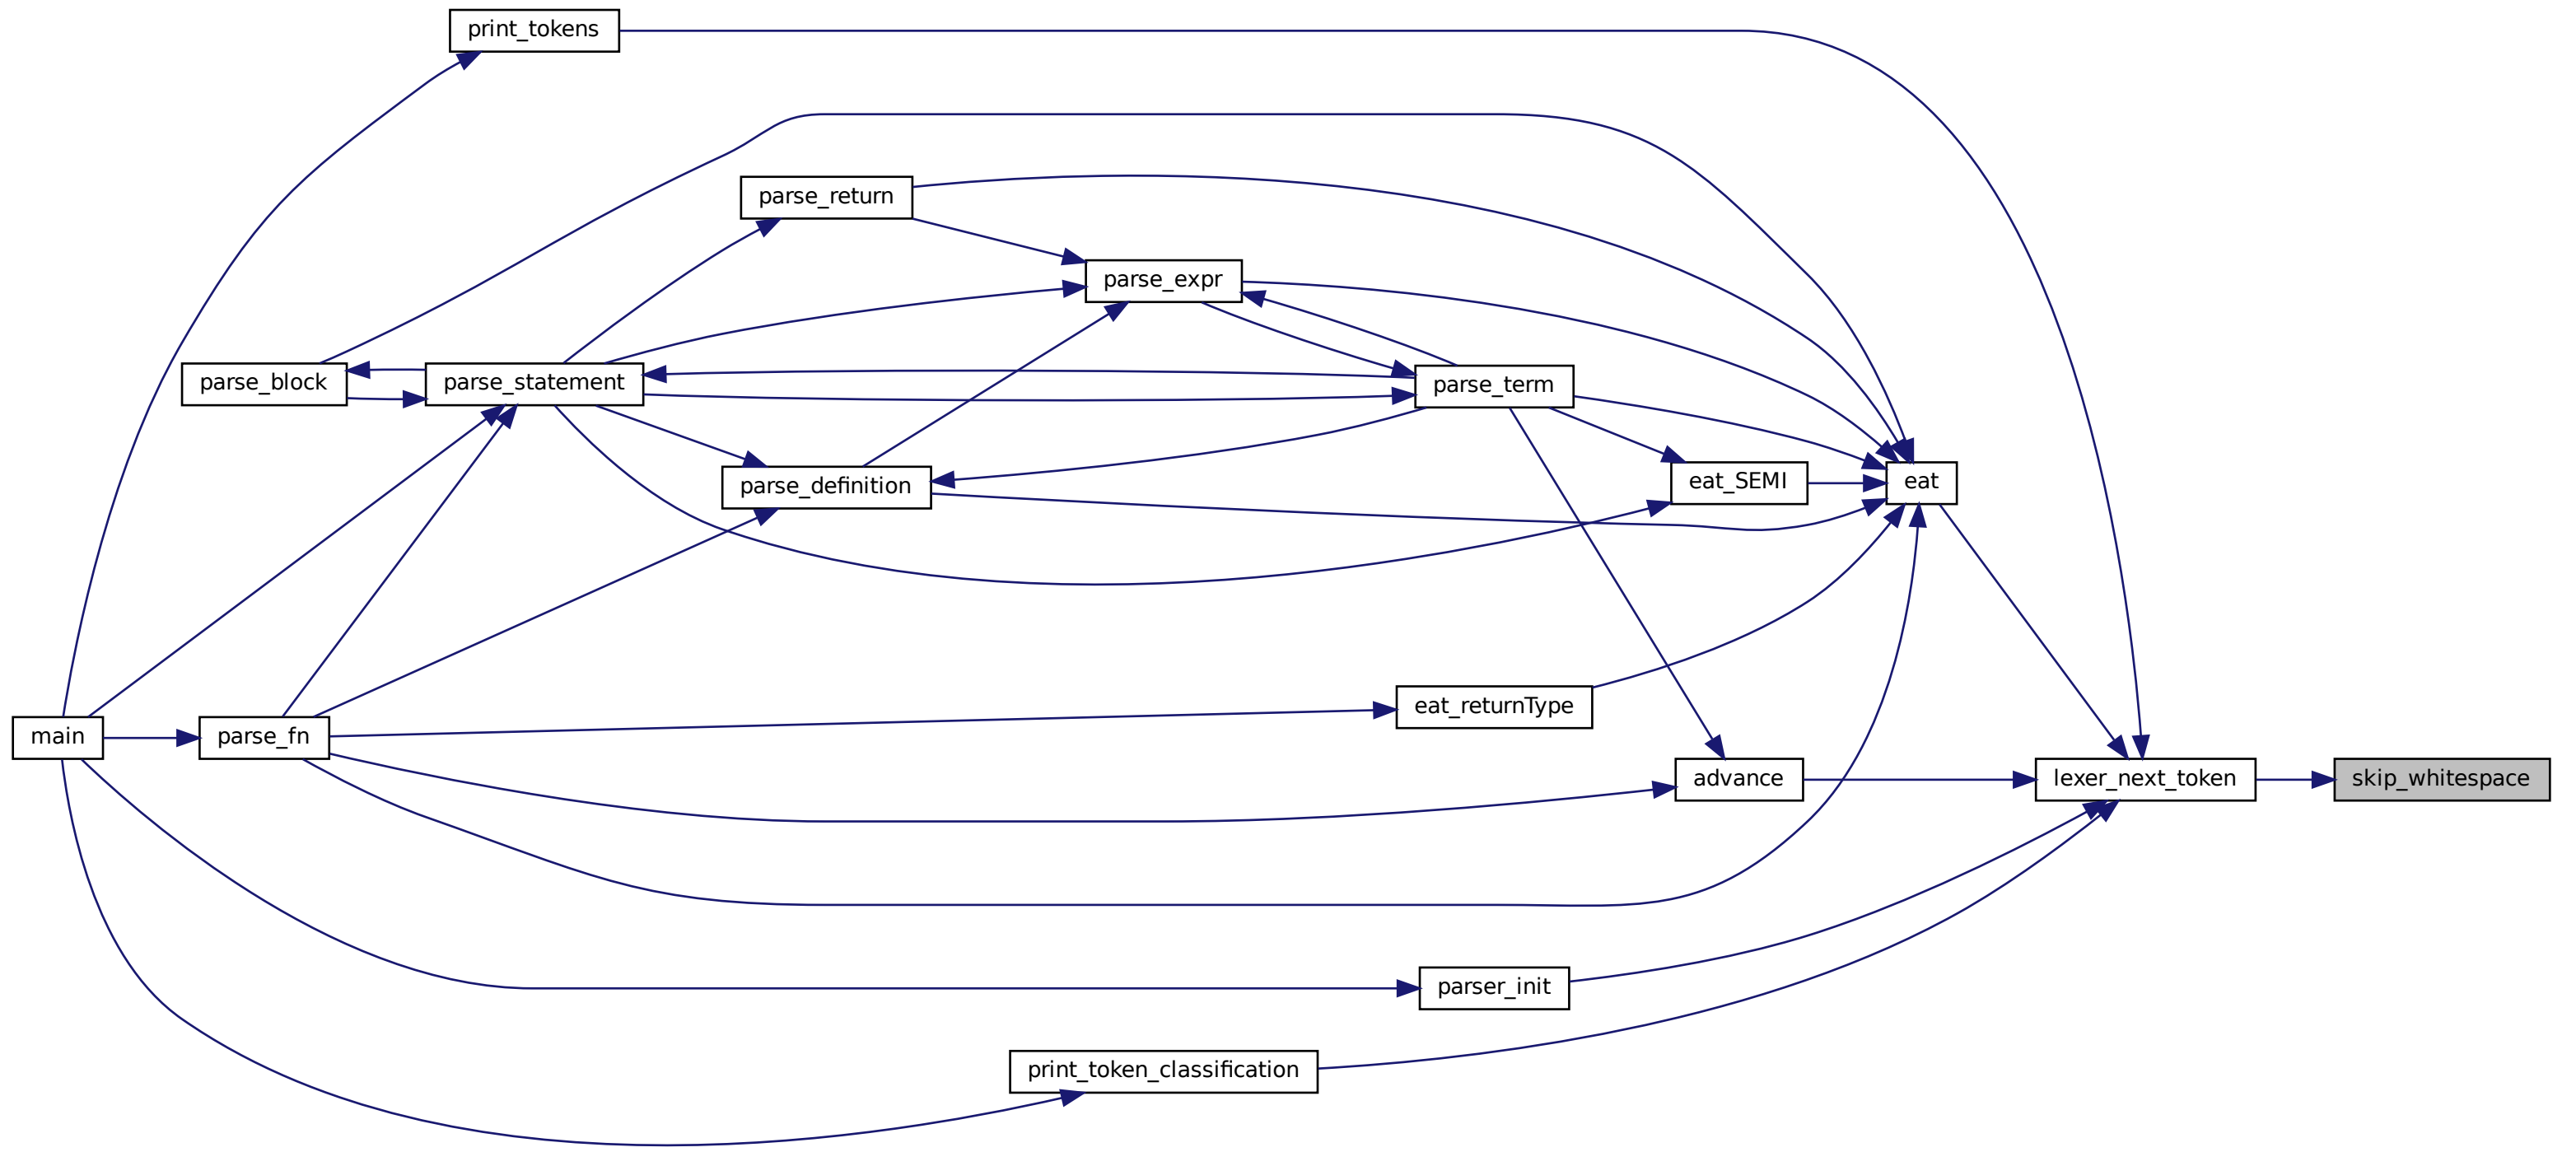 print_tokens
parse_return
parse_expr
parse_block
parse_statement
parse_term
parse_definition
eat_SEMI
eat
eat_returnType
main
parse_fn
advance
lexer_next_token
skip_whitespace
parser_init
print_token_classification